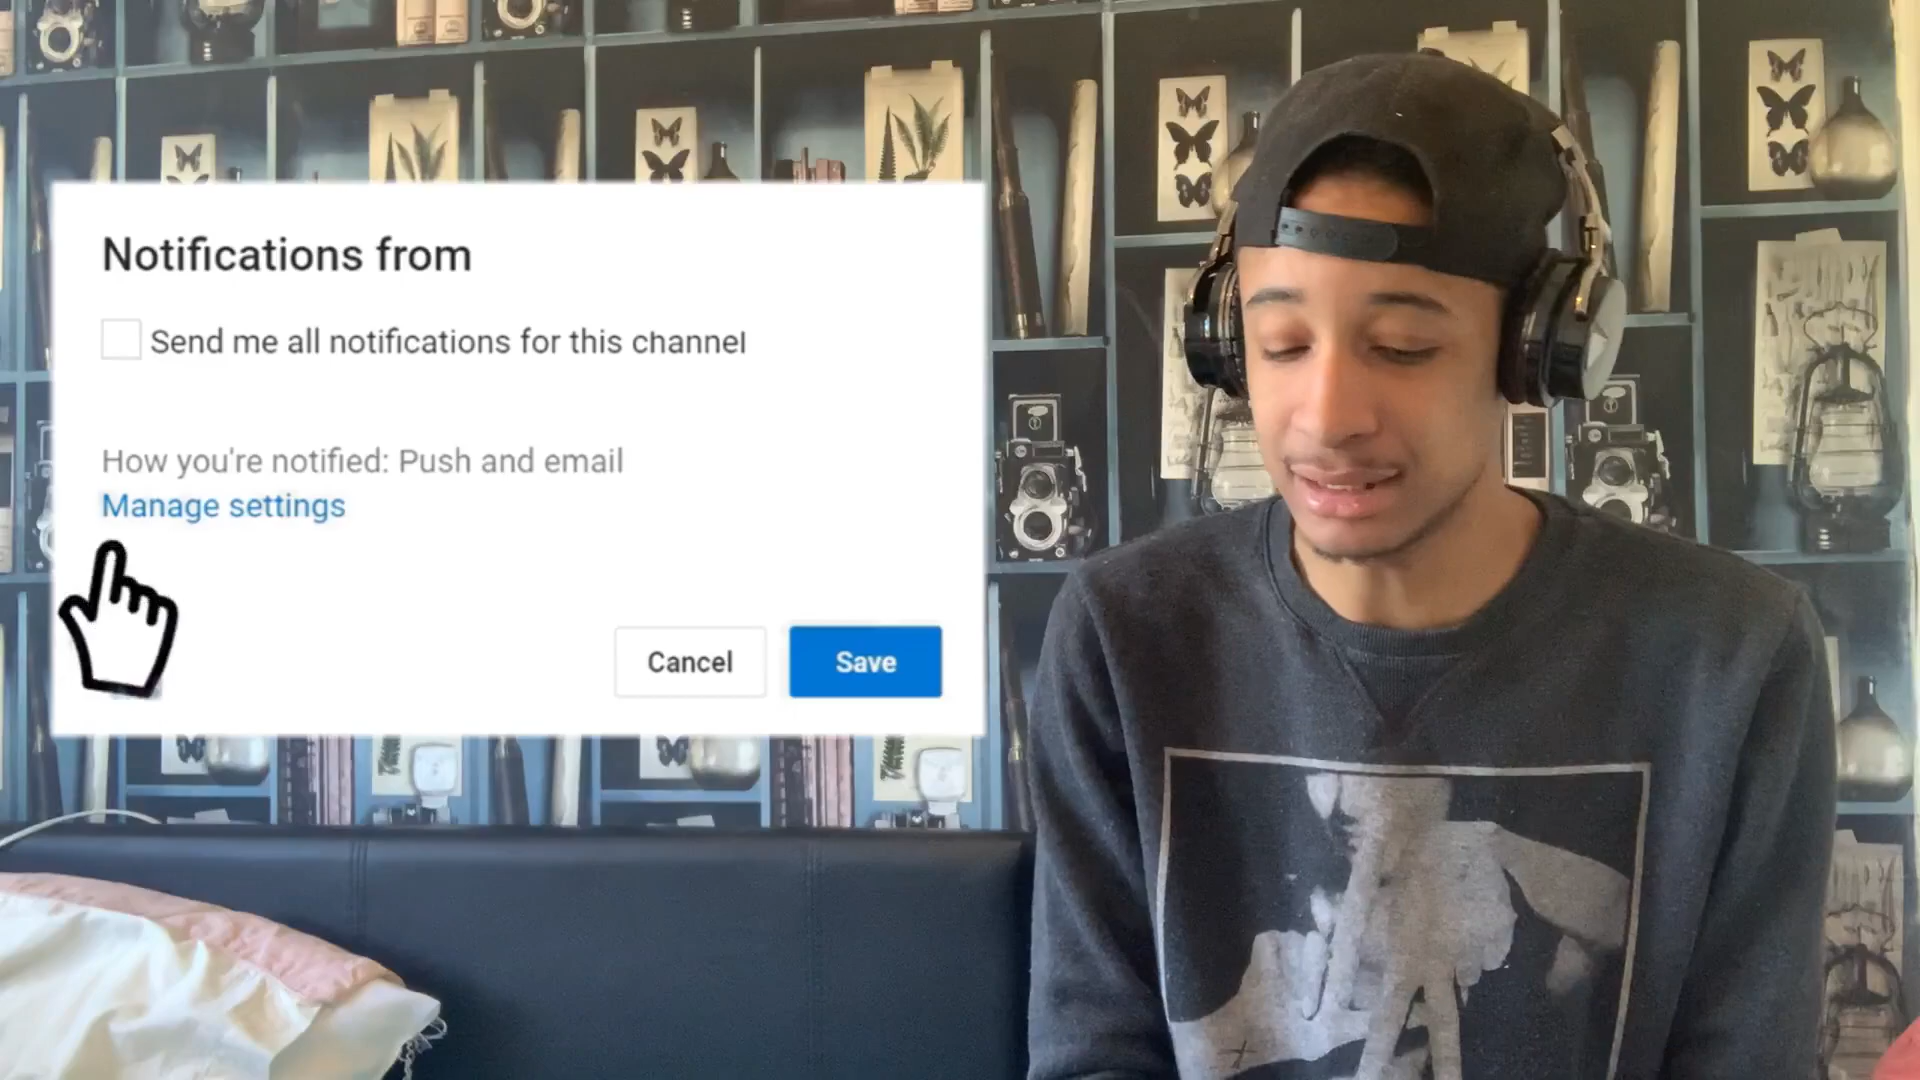 Notifications from
Send me all notifications for this channel
How you're notified: Push and email
Manage settings
Cancel
Save